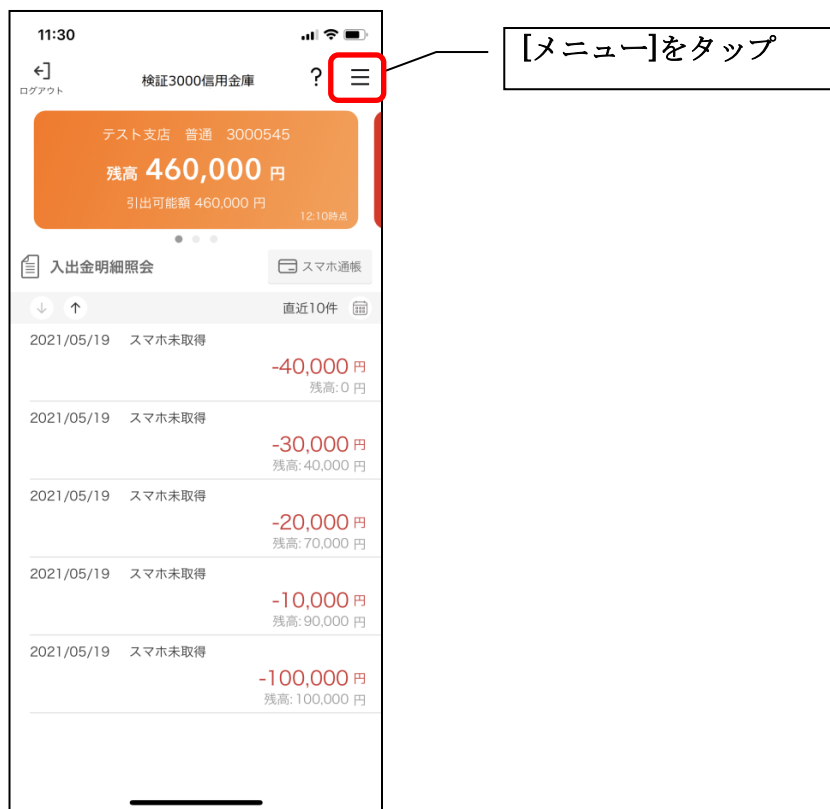 11:30
[メニュー]をタップ
ログアウト
検証3000信用金庫
?
テスト支店 普通 3000545
残高 460,000 円
引出可能額 460,000 円
12:10時点
入出金明細照会
スマホ通帳
直近10件
2021/05/19 スマホ未取得
-40,000 円
残高:0 円
2021/05/19 スマホ未取得
-30,000 円
残高:40,000 円
2021/05/19 スマホ未取得
-20,000 円
残高:70,000 円
2021/05/19 スマホ未取得
-10,000 円
残高:90,000 円
2021/05/19 スマホ未取得
-100,000 円
残高:100,000 円